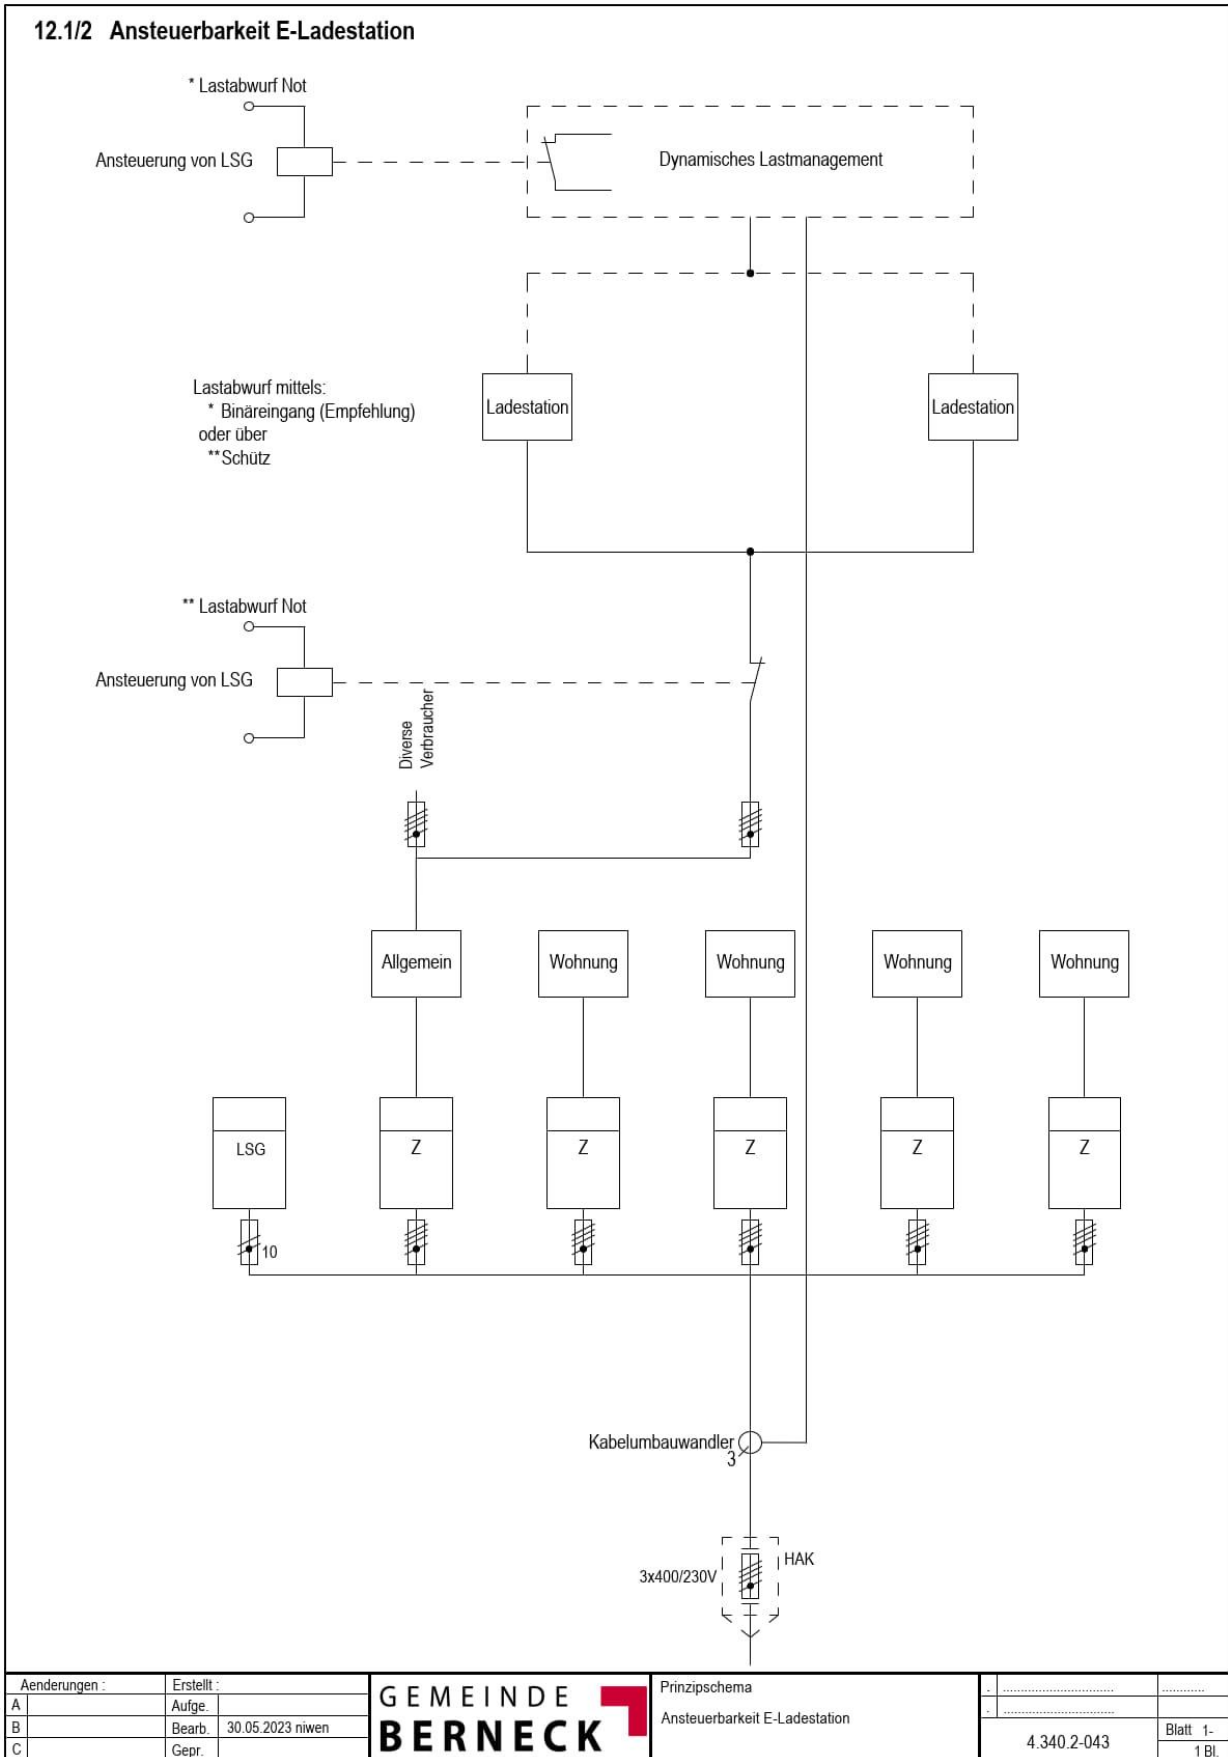 12.1/2 Ansteuerbarkeit E-Ladestation
* Lastabwurf Not
Ansteuerung von LSG
Dynamisches Lastmanagement
Lastabwurf mittels:
* Binäreingang (Empfehlung)
oder über
**Schütz
Ladestation
Ladestation
** Lastabwurf Not
Ansteuerung von LSG
Diverse
Verbraucher
Allgemein
Wohnung
Wohnung
Wohnung
Wohnung
LSG
Z
Z
Z
Z
Z
10
Kabelumbauwandler
3
3x400/230V
HAK
Aenderungen :
A
B
C
Erstellt :
Aufge.
Bearb. 30.05.2023 niwen
Gepr.
GEMEINDE
BERNECK
Prinzipschema
Ansteuerbarkeit E-Ladestation
4.340.2-043
Blatt 1-
1 Bl